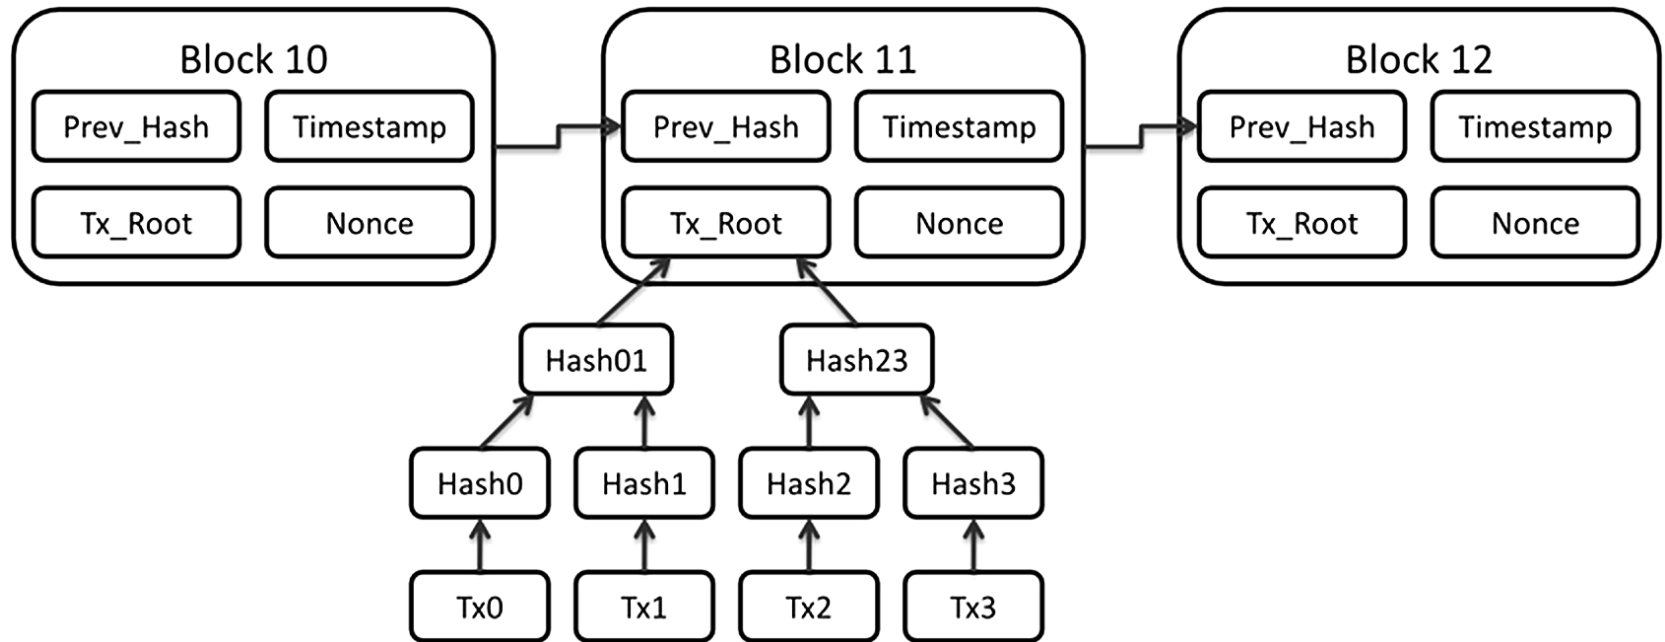 Block 10
Prev_Hash Timestamp
Tx_Root Nonce
Block 11
Prev_Hash Timestamp
Tx_Root Nonce
Block 12
Prev_Hash Timestamp
Tx_Root Nonce
Hash01 Hash23
Hash0 Hash1 Hash2 Hash3
Tx0 Tx1 Tx2 Tx3